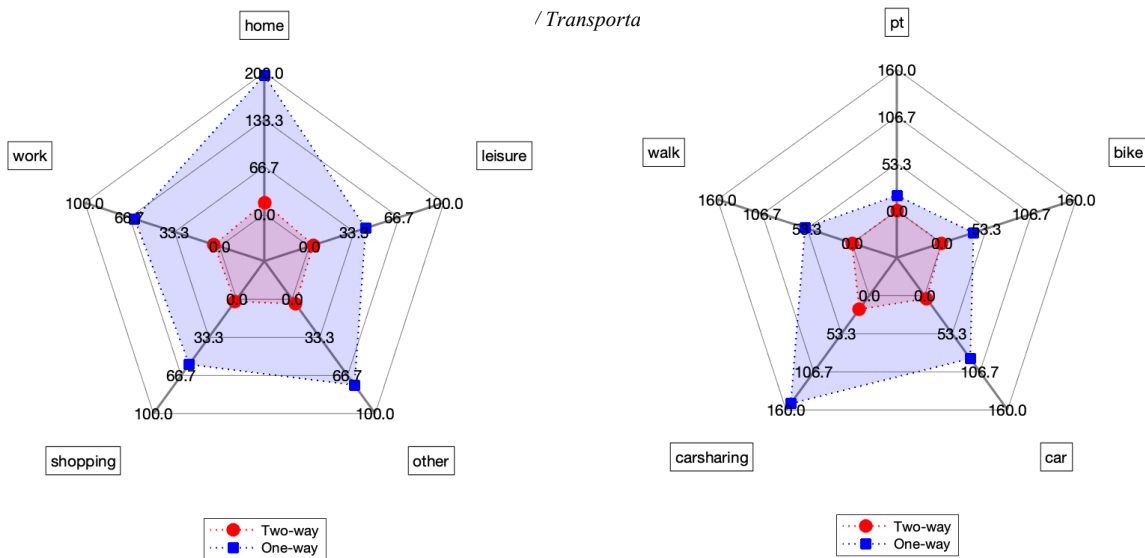 / Transporta
home
200.0
133.3
66.7
0.0
work
leisure
100.0
66.7
33.3
0.0
0.0
33.3
66.7
100.0
0.0
0.0
33.3
33.3
66.7
66.7
100.0
100.0
shopping
other
Two-way
One-way
pt
160.0
106.7
53.3
0.0
walk
bike
160.0
106.7
53.3
0.0
0.0
53.3
106.7
160.0
0.0
0.0
53.3
53.3
106.7
106.7
160.0
160.0
carsharing
car
Two-way
One-way